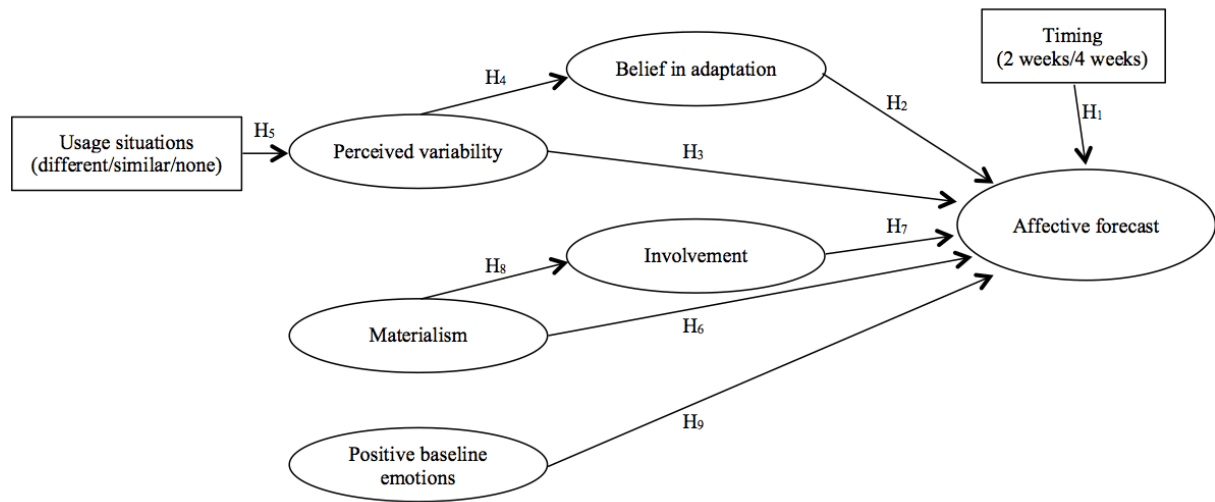 Timing
(2 weeks/4 weeks)
Belief in adaptation
H₄
H₂
H₁
H₅
Usage situations
(different/similar/none)
Perceived variability
H₃
Affective forecast
H₇
Involvement
H₈
H₆
Materialism
H₉
Positive baseline
emotions